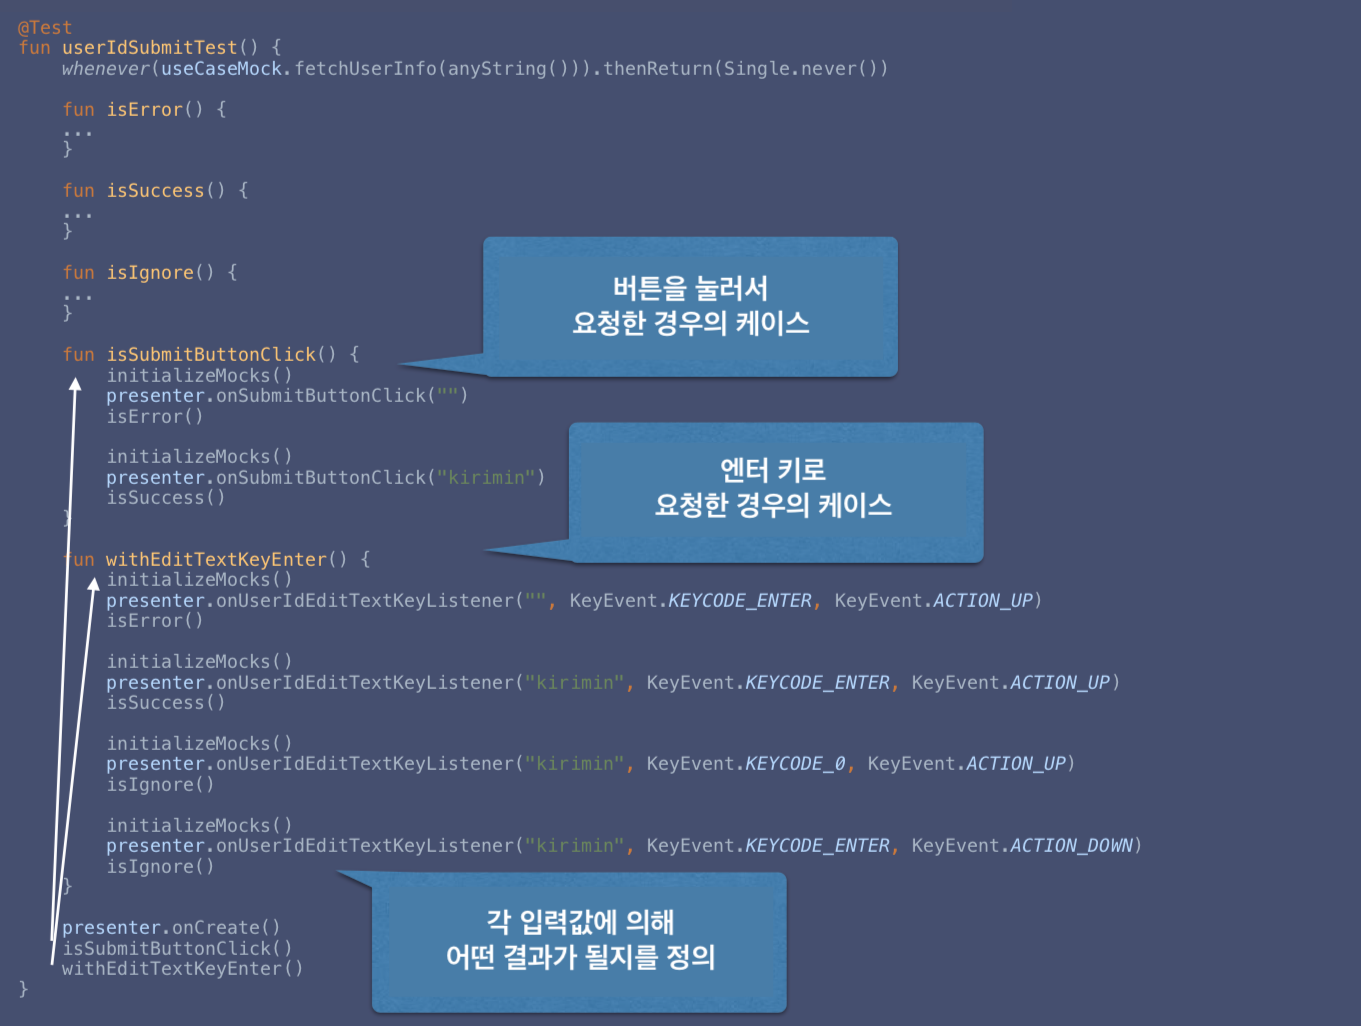 @Test
fun userIdSubmitTest() {
whenever(useCaseMock.fetchUserInfo(anyString())).thenReturn(Single.never())
fun isError() {
...
}
fun isSuccess() {
...
}
fun isIgnore() {
...
}
버튼을 눌러서
요청한 경우의 케이스
fun isSubmitButtonClick() {
initializeMocks()
presenter.onSubmitButtonClick("")
isError()
initializeMocks()
presenter.onSubmitButtonClick("kirimin")
isSuccess()
}
엔터 키로
요청한 경우의 케이스
fun withEditTextKeyEnter() {
initializeMocks()
presenter.onUserIdEditTextKeyListener("", KeyEvent.KEYCODE_ENTER, KeyEvent.ACTION_UP)
isError()
initializeMocks()
presenter.onUserIdEditTextKeyListener("kirimin", KeyEvent.KEYCODE_ENTER, KeyEvent.ACTION_UP)
isSuccess()
initializeMocks()
presenter.onUserIdEditTextKeyListener("kirimin", KeyEvent.KEYCODE_0, KeyEvent.ACTION_UP)
isIgnore()
initializeMocks()
presenter.onUserIdEditTextKeyListener("kirimin", KeyEvent.KEYCODE_ENTER, KeyEvent.ACTION_DOWN)
isIgnore()
}
각 입력값에 의해
어떤 결과가 될지를 정의
presenter.onCreate()
isSubmitButtonClick()
withEditTextKeyEnter()
}